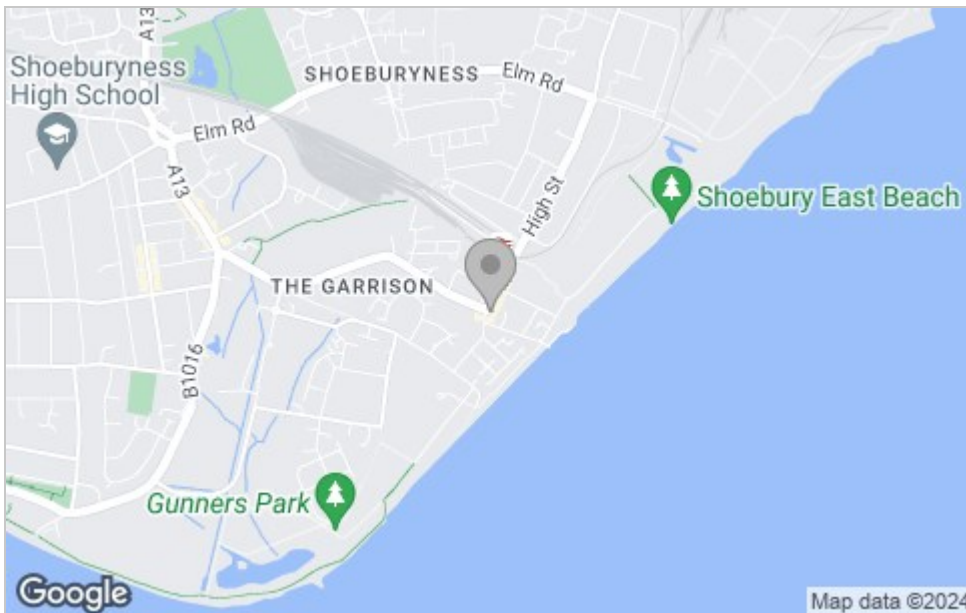 A13
Shoeburyness
High School
SHOEBURYNESS
Elm Rd
Elm Rd
A13
High St
Shoebury East Beach
THE GARRISON
B1016
Gunners Park
Google
Map data ©2024